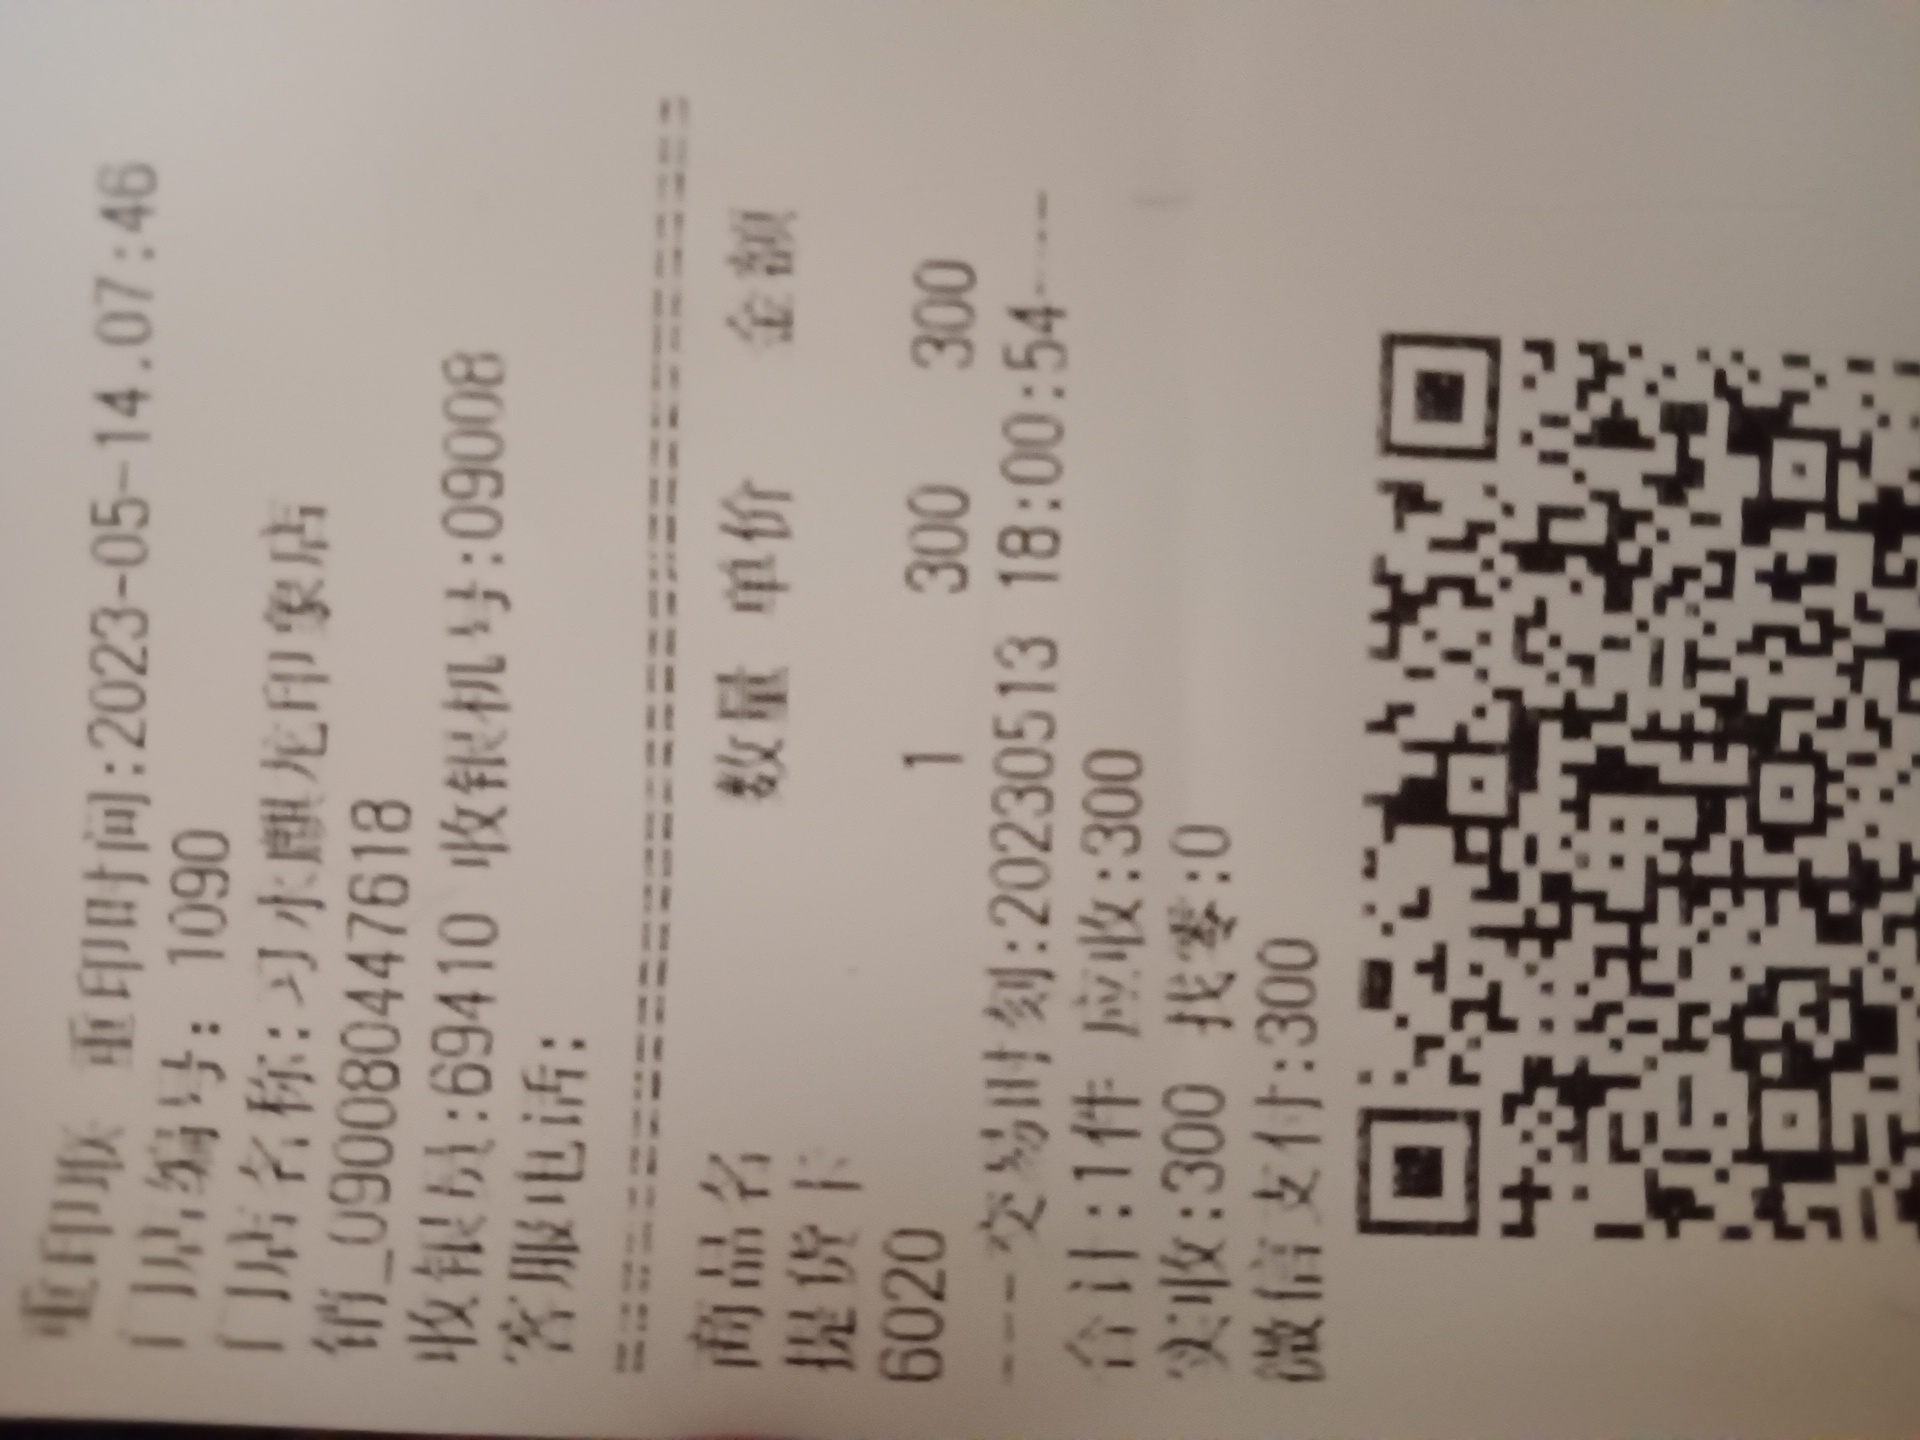 重印联 重印时间:2023-05-14.07:46
门店编号: 1090
门店名称:习水麒龙印象店
销_090080447618
收银员:69410 收银机号:09008
客服电话:
商品名 数量 单价 金额
提货卡
6020 1 300 300
----交易时刻:20230513 18:00:54----
合计:1件 应收:300
实收:300 找零:0
微信支付:300